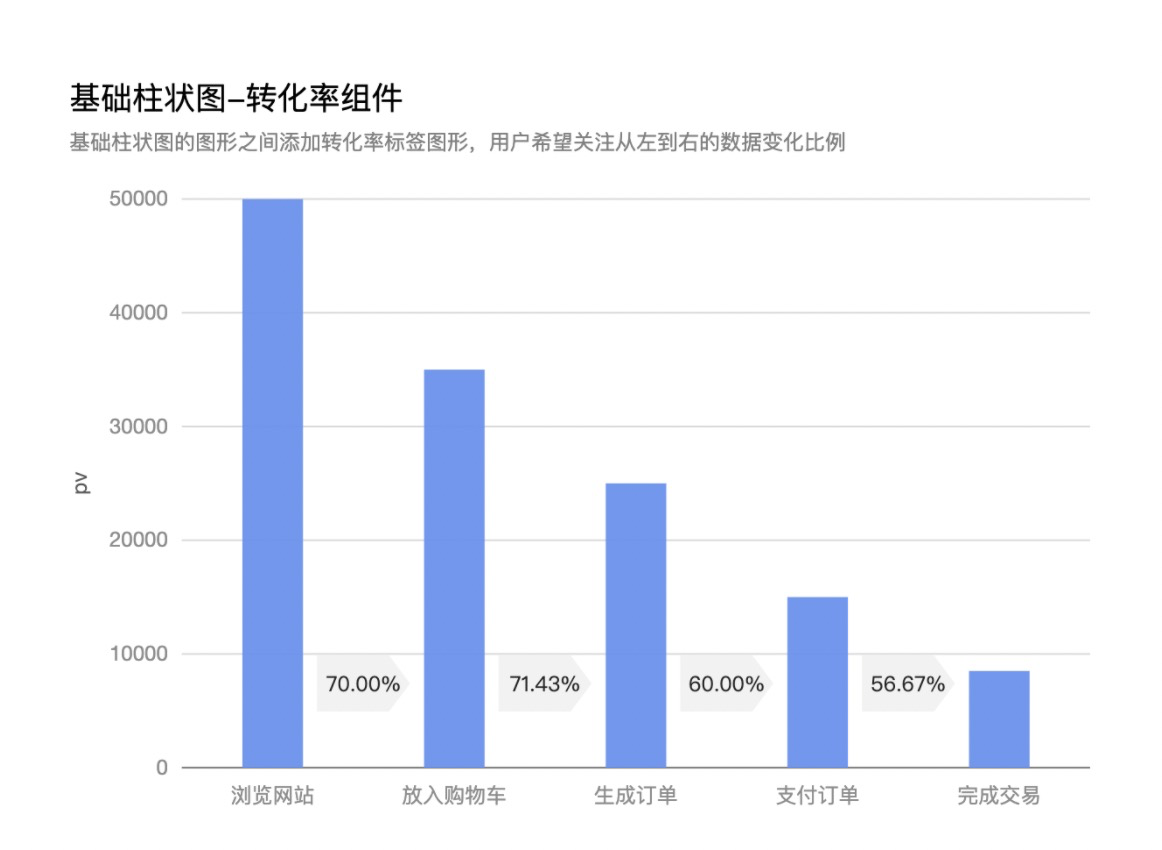 基础柱状图–转化率组件
基础柱状图的图形之间添加转化率标签图形，用户希望关注从左到右的数据变化比例
50000
40000
30000
pv
20000
10000
70.00% 71.43% 60.00% 56.67%
0
浏览网站 放入购物车 生成订单 支付订单 完成交易